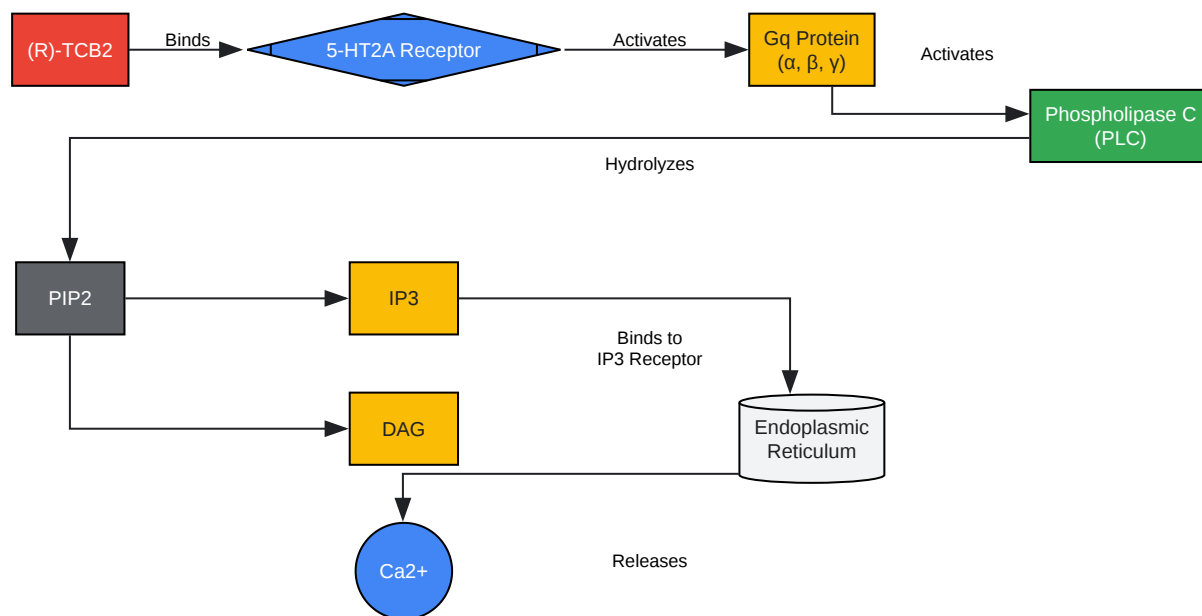 (R)-TCB2
Binds
5-HT2A Receptor
Activates
Gq Protein
(α, β, γ)
Activates
Phospholipase C
(PLC)
Hydrolyzes
PIP2
IP3
Binds to
IP3 Receptor
DAG
Endoplasmic
Reticulum
Ca2+
Releases